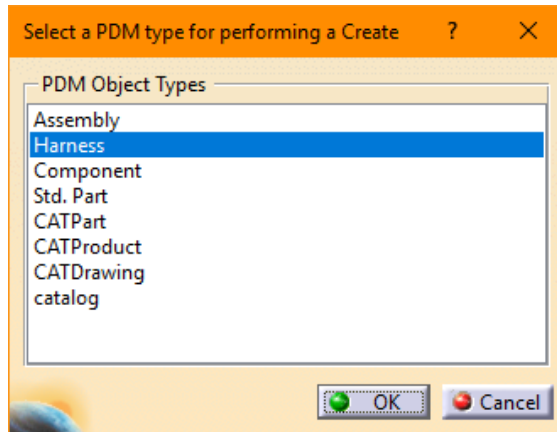 Select a PDM type for performing a Create ?
PDM Object Types
Assembly
Harness
Component
Std. Part
CATPart
CATProduct
CATDrawing
catalog
OK Cancel